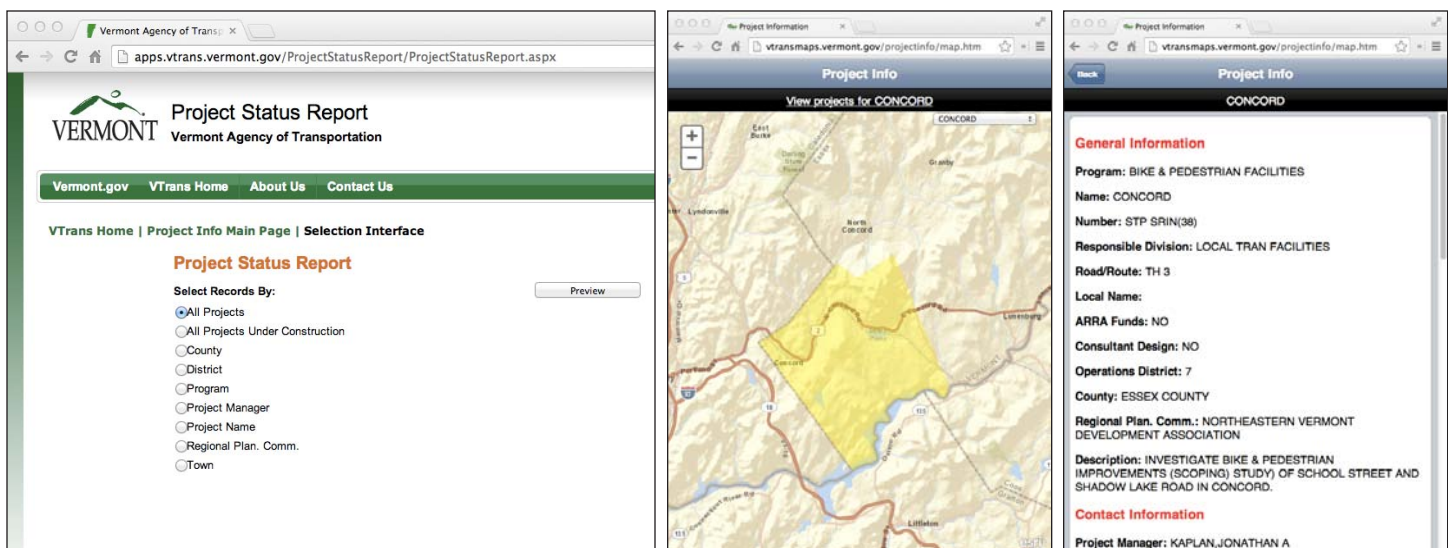 Vermont Agency of Transp
apps.vtrans.vermont.gov/ProjectStatusReport/ProjectStatusReport.aspx
VERMONT
Project Status Report
Vermont Agency of Transportation
Vermont.gov VTrans Home About Us Contact Us
VTrans Home | Project Info Main Page | Selection Interface
Project Status Report
Select Records By:
Preview
All Projects
All Projects Under Construction
County
District
Program
Project Manager
Project Name
Regional Plan. Comm.
Town
Project Information
vtransmaps.vermont.gov/projectinfo/map.htm
Project Info
View projects for CONCORD
CONCORD
+
−
East
Burke
Granby
Lyndonville
North
Concord
5
2
Lunenburg
Concord
VERMONT
18
135
Littleton
135
esri
Project Information
vtransmaps.vermont.gov/projectinfo/map.htm
Back
Project Info
CONCORD
General Information
Program: BIKE & PEDESTRIAN FACILITIES
Name: CONCORD
Number: STP SRIN(38)
Responsible Division: LOCAL TRAN FACILITIES
Road/Route: TH 3
Local Name:
ARRA Funds: NO
Consultant Design: NO
Operations District: 7
County: ESSEX COUNTY
Regional Plan. Comm.: NORTHEASTERN VERMONT
DEVELOPMENT ASSOCIATION
Description: INVESTIGATE BIKE & PEDESTRIAN
IMPROVEMENTS (SCOPING) STUDY) OF SCHOOL STREET AND
SHADOW LAKE ROAD IN CONCORD.
Contact Information
Project Manager: KAPLAN,JONATHAN A